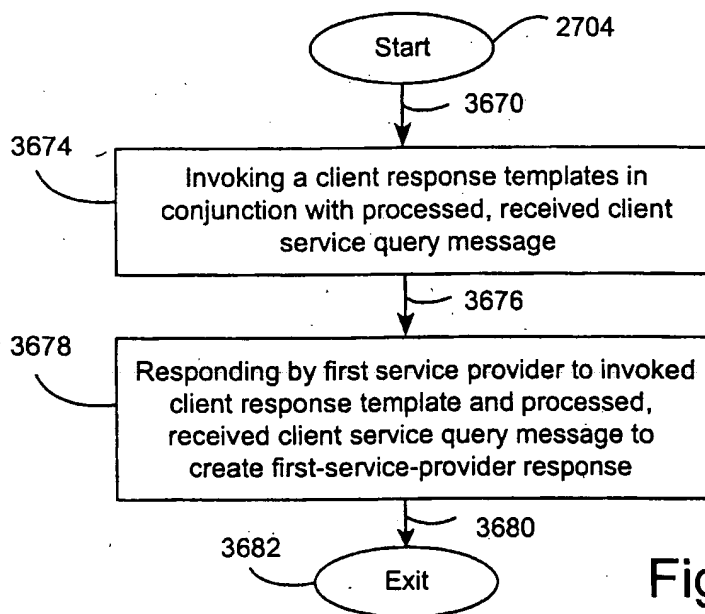 Start
2704
3670
3674
Invoking a client response templates in
conjunction with processed, received client
service query message
3676
3678
Responding by first service provider to invoked
client response template and processed,
received client service query message to
create first-service-provider response
3680
3682
Exit
Fig